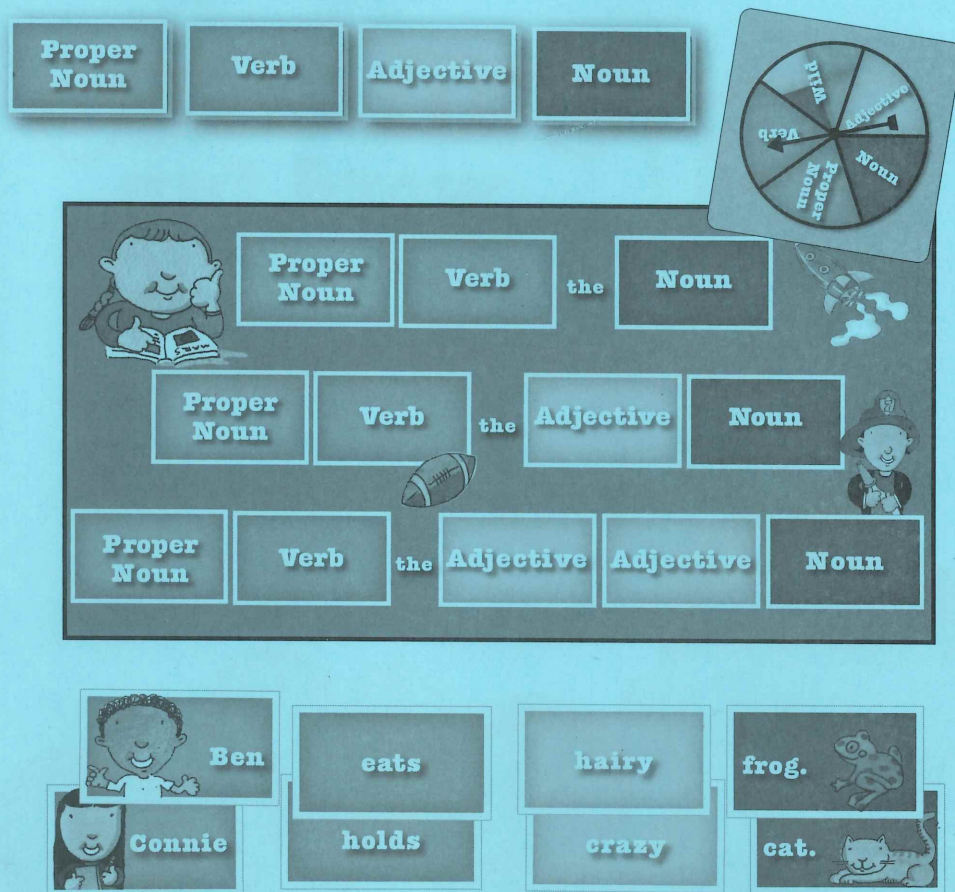 Proper
Noun
Verb
Adjective
Noun
Wild
Adjective
Verb
Noun
Proper
Noun
Proper
Noun
Verb
the
Noun
MARS
Proper
Noun
Verb
the
Adjective
Noun
Proper
Noun
Verb
the
Adjective
Adjective
Noun
Ben
eats
hairy
frog.
Connie
holds
crazy
cat.